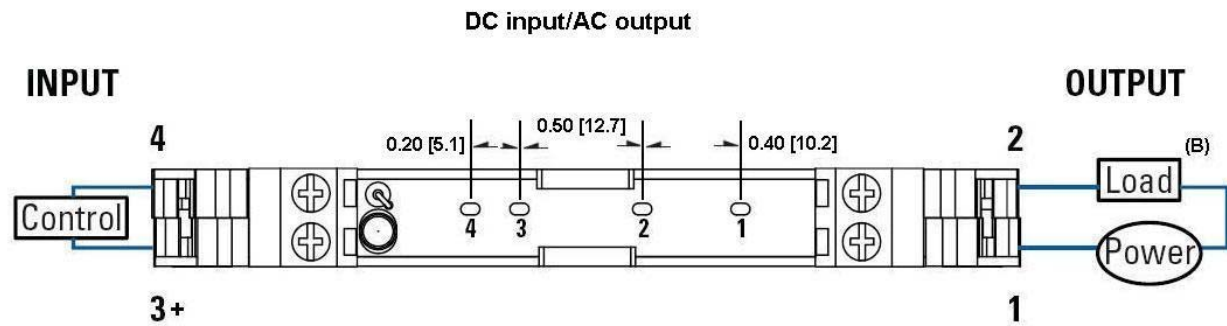 DC input/AC output
INPUT
OUTPUT
4
0.20 [5.1]
0.50 [12.7]
0.40 [10.2]
2
(B)
Control
Load
4 3 2 1
Power
3+
1